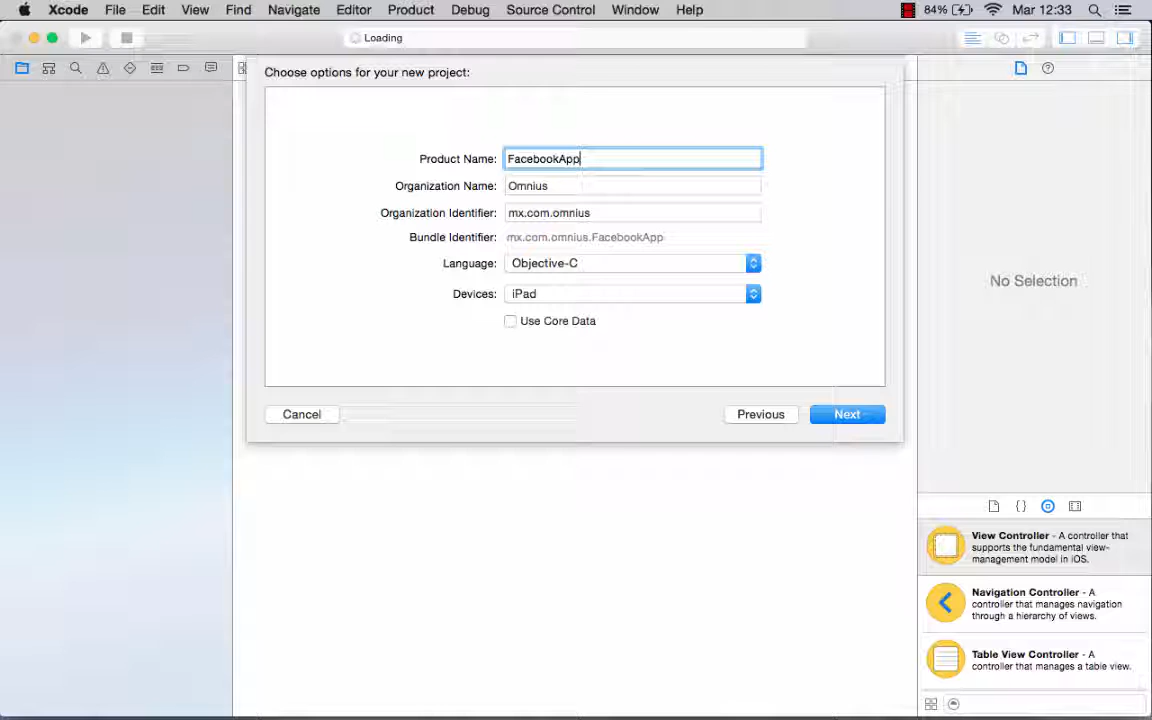 Xcode File Edit View Find Navigate Editor Product Debug Source Control Window Help 84% Mar 12:33
Loading
Choose options for your new project:
Product Name: FacebookApp
Organization Name: Omnius
Organization Identifier: mx.com.omnius
Bundle Identifier: mx.com.omnius.FacebookApp
Language: Objective-C
Devices: iPad
Use Core Data
Cancel Previous Next
No Selection
View Controller - A controller that
supports the fundamental view-
management model in iOS.
Navigation Controller - A
controller that manages navigation
through a hierarchy of views.
Table View Controller - A
controller that manages a table view.